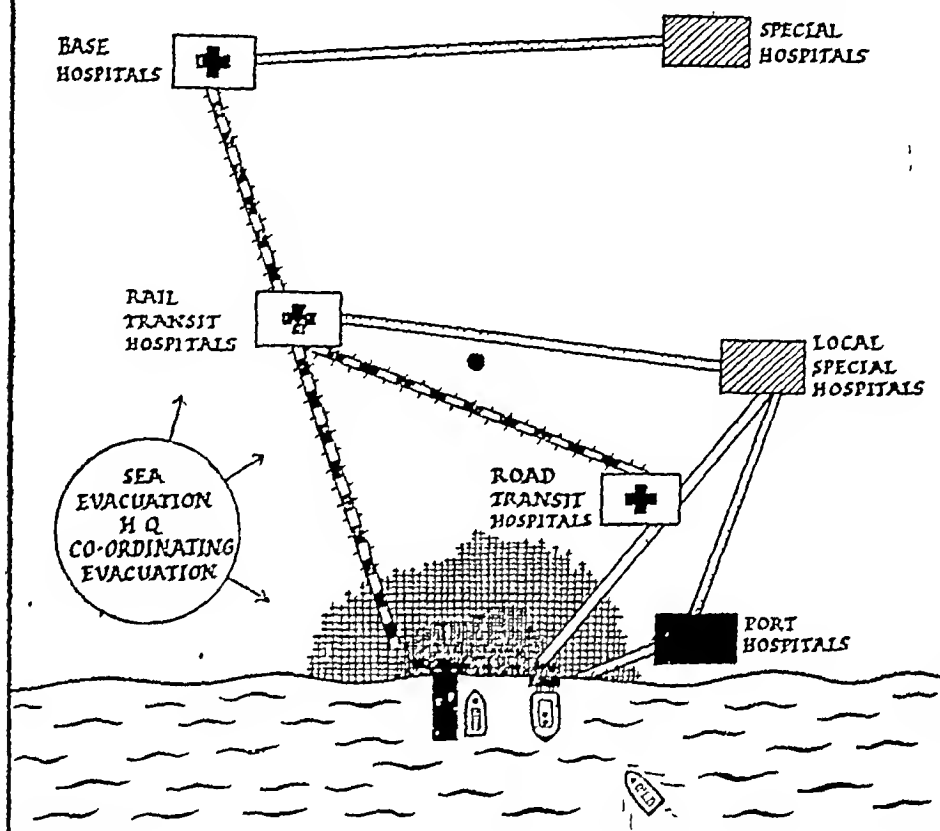 BASE
HOSPITALS
SPECIAL
HOSPITALS
RAIL
TRANSIT
HOSPITALS
LOCAL
SPECIAL
HOSPITALS
SEA
EVACUATION
H Q
CO-ORDINATING
EVACUATION
ROAD
TRANSIT
HOSPITALS
PORT
HOSPITALS